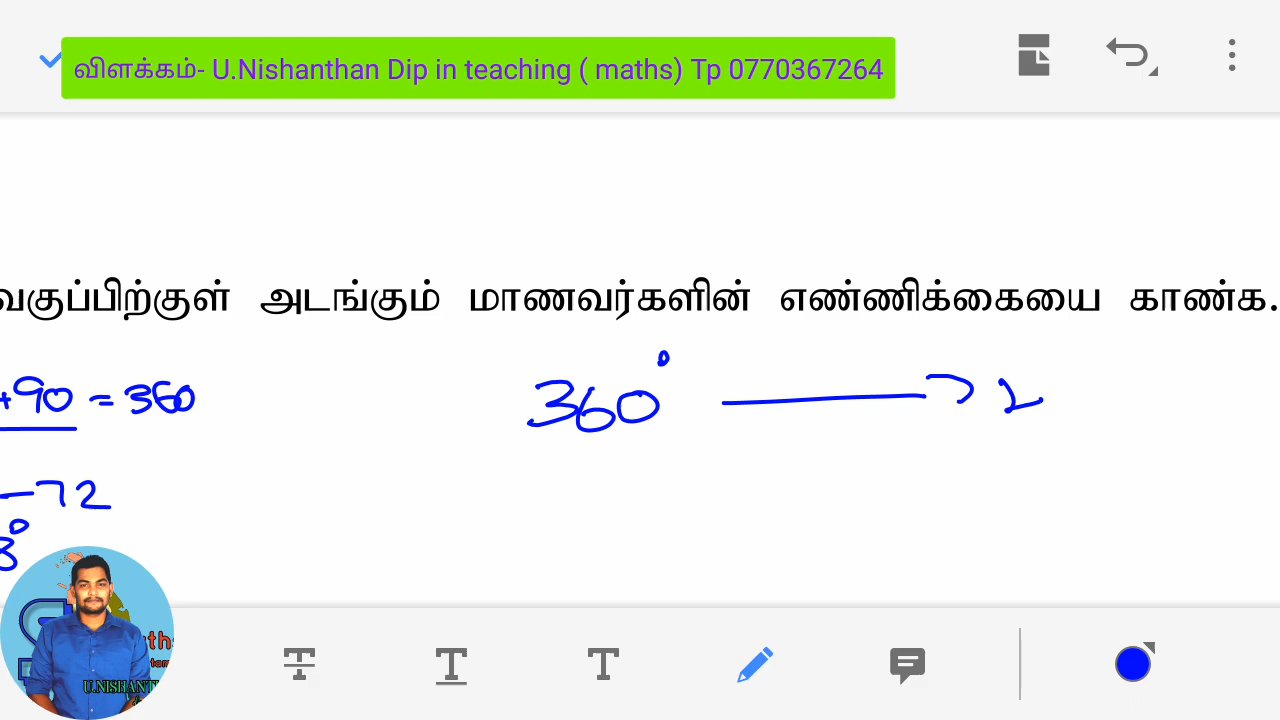 விளக்கம்- U.Nishanthan Dip in teaching ( maths) Tp 0770367264
வகுப்பிற்குள் அடங்கும் மாணவர்களின் எண்ணிக்கையை காண்க.
+90 = 360
360°
-72
8°
U.NISHANTH